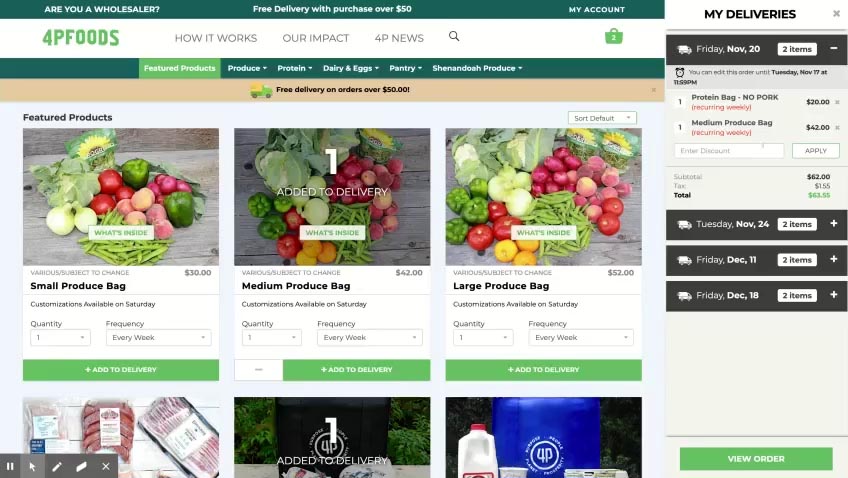 ARE YOU A WHOLESALER?
Free Delivery with purchase over $50
MY ACCOUNT
4PFOODS
HOW IT WORKS
OUR IMPACT
4P NEWS
2
Featured Products
Produce
Protein
Dairy & Eggs
Pantry
Shenandoah Produce
Free delivery on orders over $50.00!
×
Featured Products
Sort Default
WHAT'S INSIDE
VARIOUS/SUBJECT TO CHANGE $30.00
Small Produce Bag
Customizations Available on Saturday
Quantity Frequency
1 Every Week
+ ADD TO DELIVERY
1
ADDED TO DELIVERY
WHAT'S INSIDE
VARIOUS/SUBJECT TO CHANGE $42.00
Medium Produce Bag
Customizations Available on Saturday
Quantity Frequency
1 Every Week
— + ADD TO DELIVERY
WHAT'S INSIDE
VARIOUS/SUBJECT TO CHANGE $52.00
Large Produce Bag
Customizations Available on Saturday
Quantity Frequency
1 Every Week
+ ADD TO DELIVERY
1
ADDED TO DELIVERY
4P
MY DELIVERIES ×
Friday, Nov, 20 2 items −
You can edit this order until Tuesday, Nov 17 at
11:59PM
1 Protein Bag - NO PORK $20.00 ×
(recurring weekly)
1 Medium Produce Bag $42.00 ×
(recurring weekly)
Enter Discount APPLY
Subtotal $62.00
Tax: $1.55
Total $63.55
Tuesday, Nov, 24 2 items +
Friday, Dec, 11 2 items +
Friday, Dec, 18 2 items +
VIEW ORDER